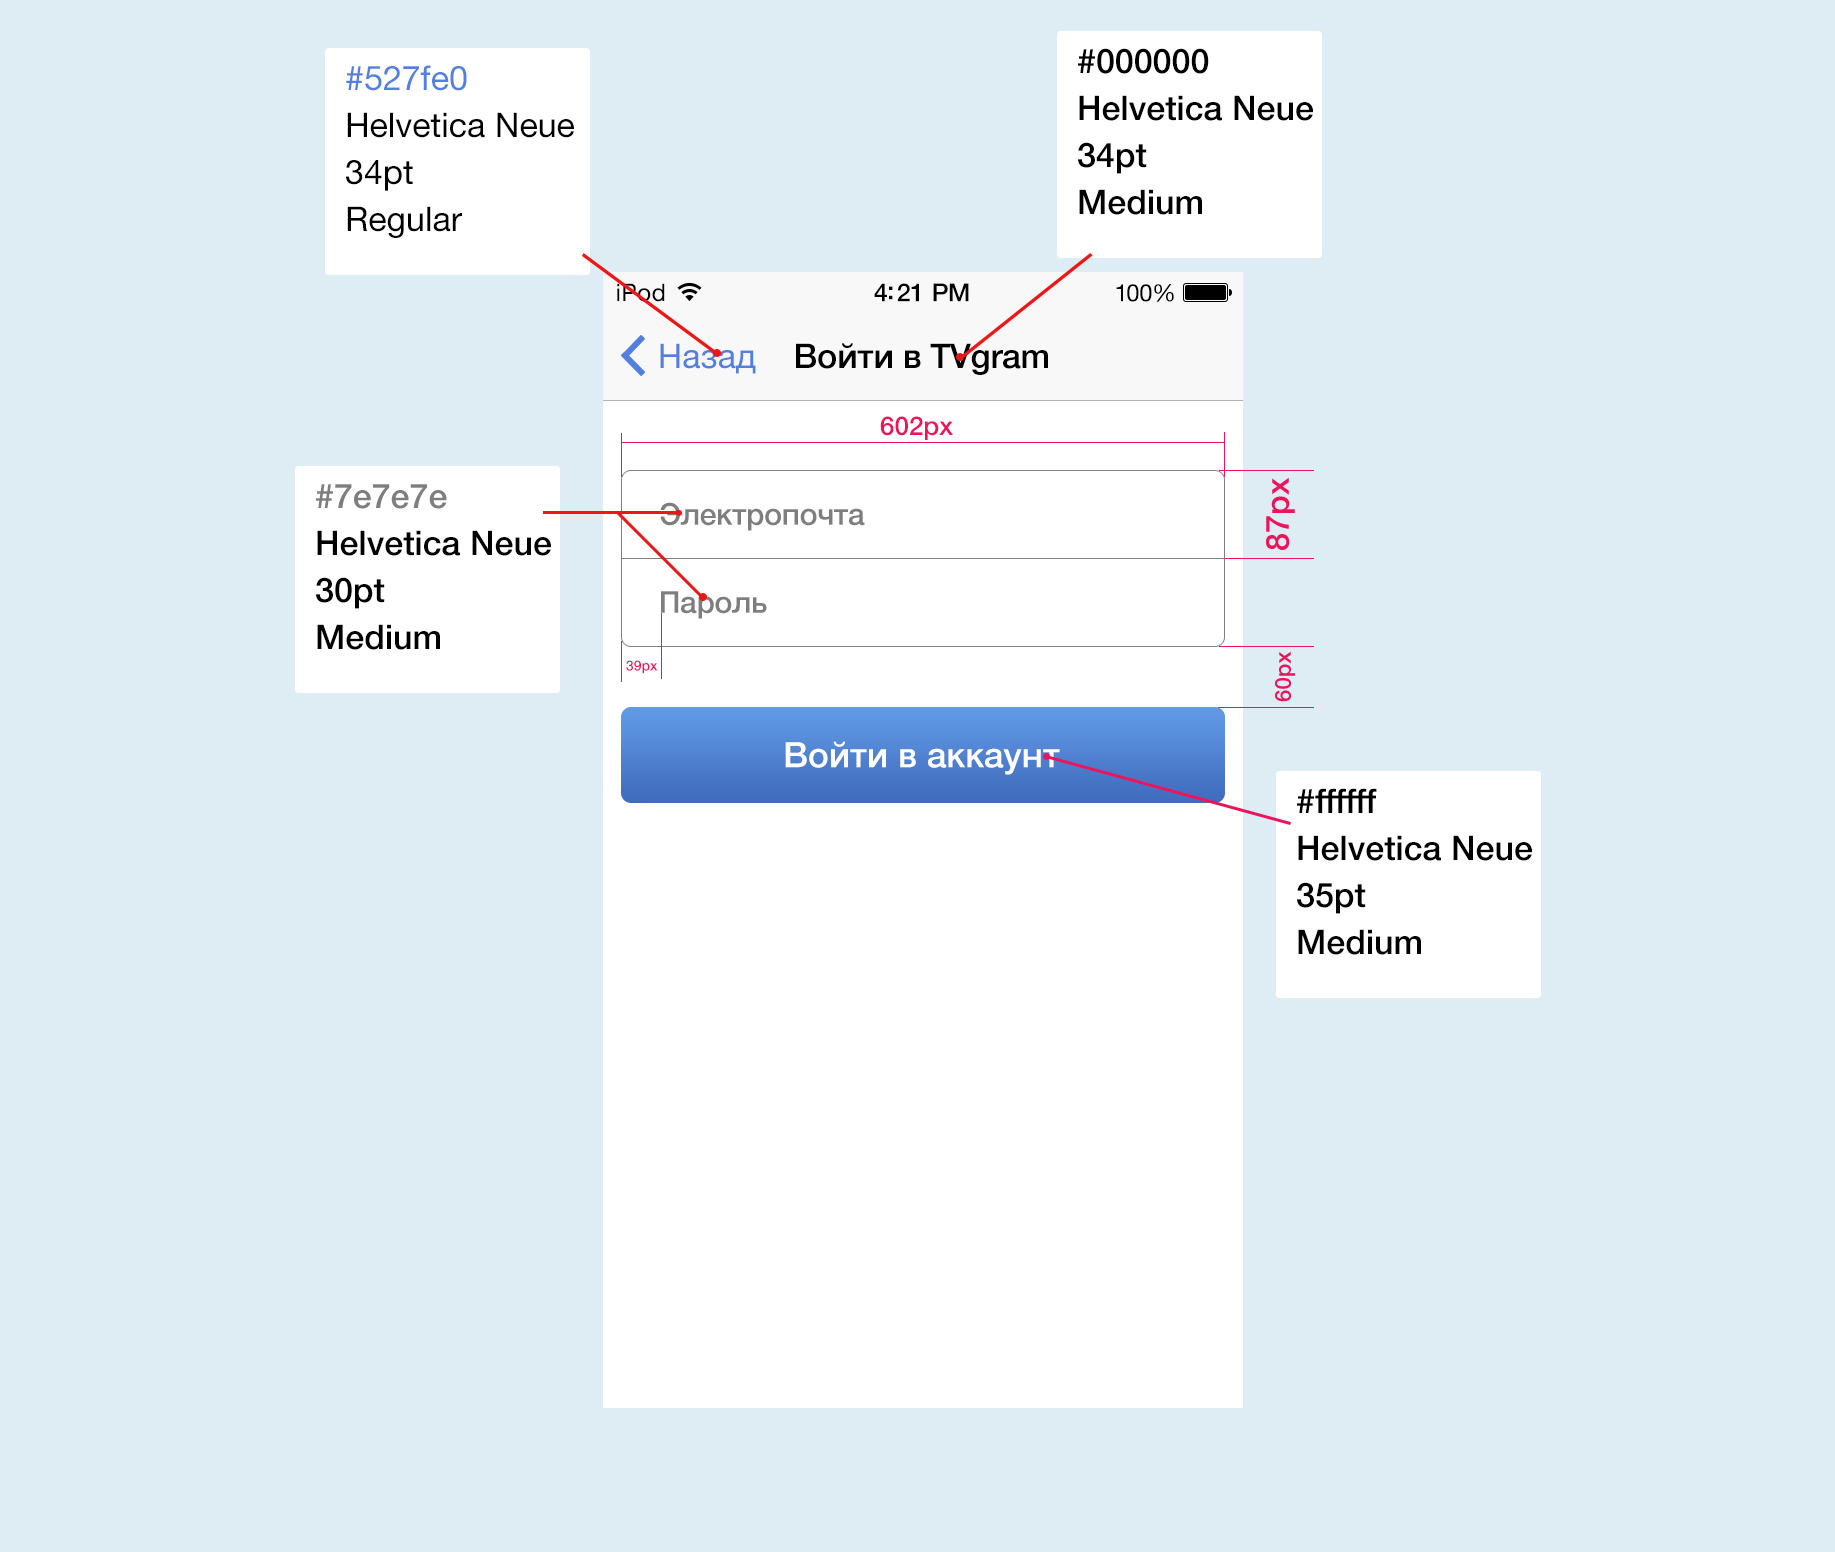 #527fe0
Helvetica Neue
34pt
Regular
#000000
Helvetica Neue
34pt
Medium
iPod 4:21 PM 100%
Назад Войти в TVgram
602px
#7e7e7e
Helvetica Neue
30pt
Medium
Электропочта
87px
Пароль
39px
60px
Войти в аккаунт
#ffffff
Helvetica Neue
35pt
Medium